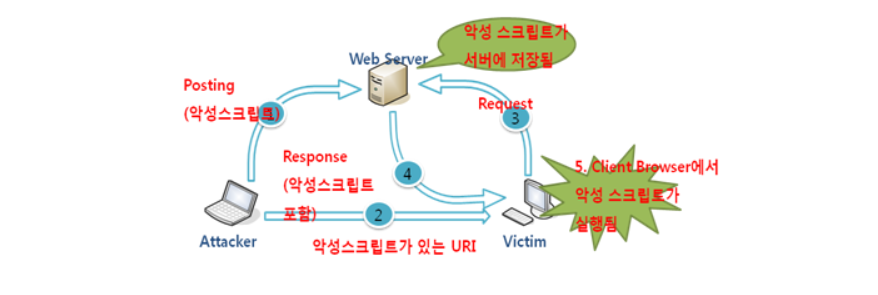 악성 스크립트가
서버에 저장됨
Web Server
Posting
(악성스크립트)
1
Request
3
Response
(악성스크립트
포함)
4
5. Client Browser에서
악성 스크립트가
실행됨
2
Attacker
악성스크립트가 있는 URI
Victim